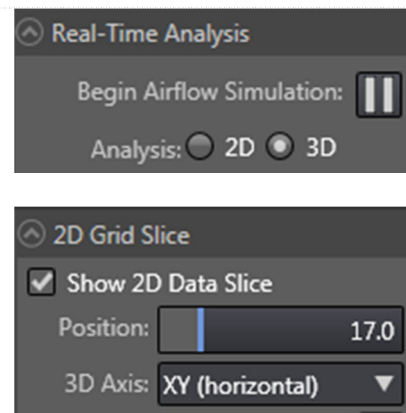 Real-Time Analysis
Begin Airflow Simulation:
Analysis: 2D 3D
2D Grid Slice
Show 2D Data Slice
Position: 17.0
3D Axis: XY (horizontal)